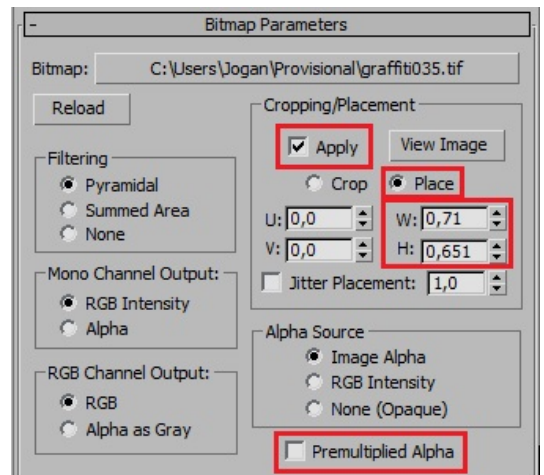 - Bitmap Parameters
Bitmap: C:\Users\Jogan\Provisional\graffiti035.tif
Reload
Cropping/Placement
Apply View Image
Crop Place
U: 0,0 W: 0,71
V: 0,0 H: 0,651
Jitter Placement: 1,0
Filtering
Pyramidal
Summed Area
None
Mono Channel Output:
RGB Intensity
Alpha
RGB Channel Output:
RGB
Alpha as Gray
Alpha Source
Image Alpha
RGB Intensity
None (Opaque)
Premultiplied Alpha